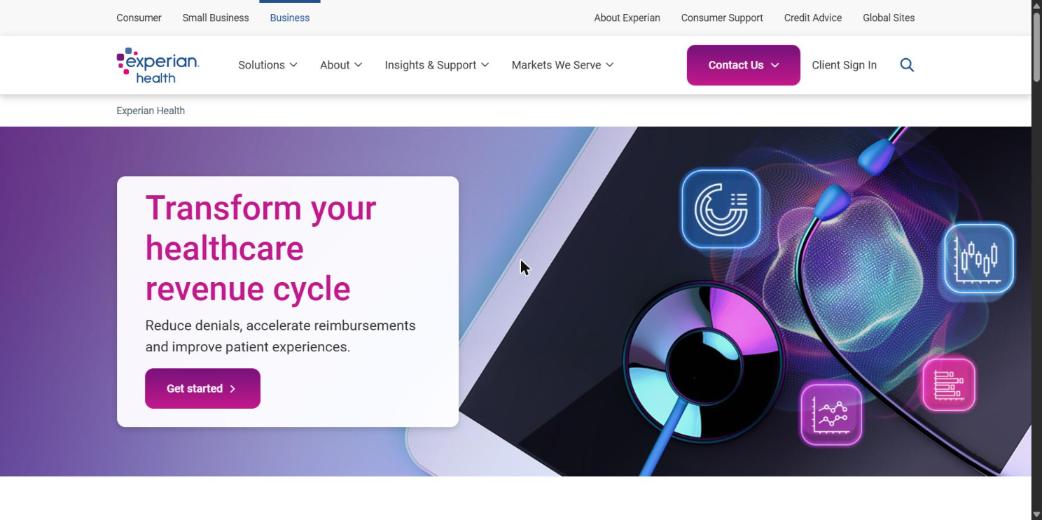 Consumer Small Business Business About Experian Consumer Support Credit Advice Global Sites
experian.
health
Solutions About Insights & Support Markets We Serve Contact Us Client Sign In
Experian Health
Transform your
healthcare
revenue cycle
Reduce denials, accelerate reimbursements
and improve patient experiences.
Get started